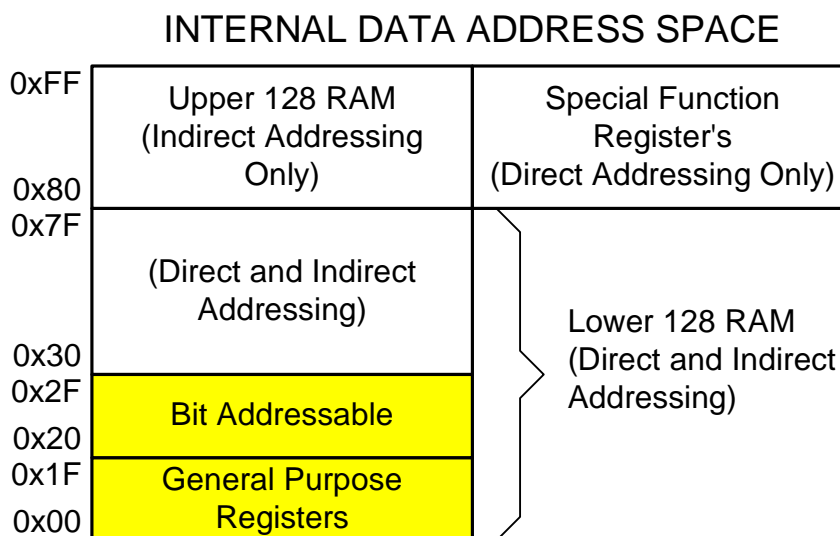 INTERNAL DATA ADDRESS SPACE
0xFF
Upper 128 RAM
(Indirect Addressing
Only)
0x80
Special Function
Register's
(Direct Addressing Only)
0x7F
(Direct and Indirect
Addressing)
0x30
Lower 128 RAM
(Direct and Indirect
Addressing)
0x2F
Bit Addressable
0x20
0x1F
General Purpose
Registers
0x00